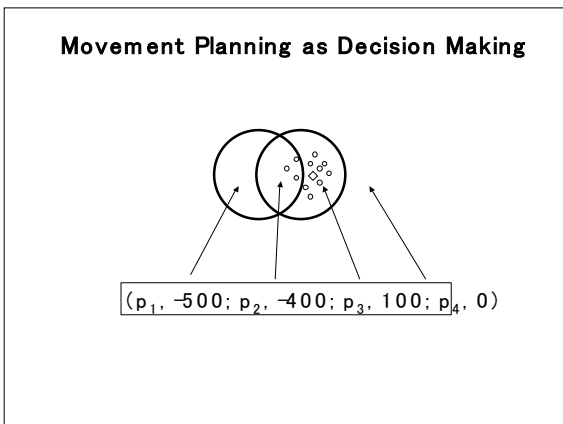 Movement Planning as Decision Making
(p₁, -500; p₂, -400; p₃, 100; p₄, 0)